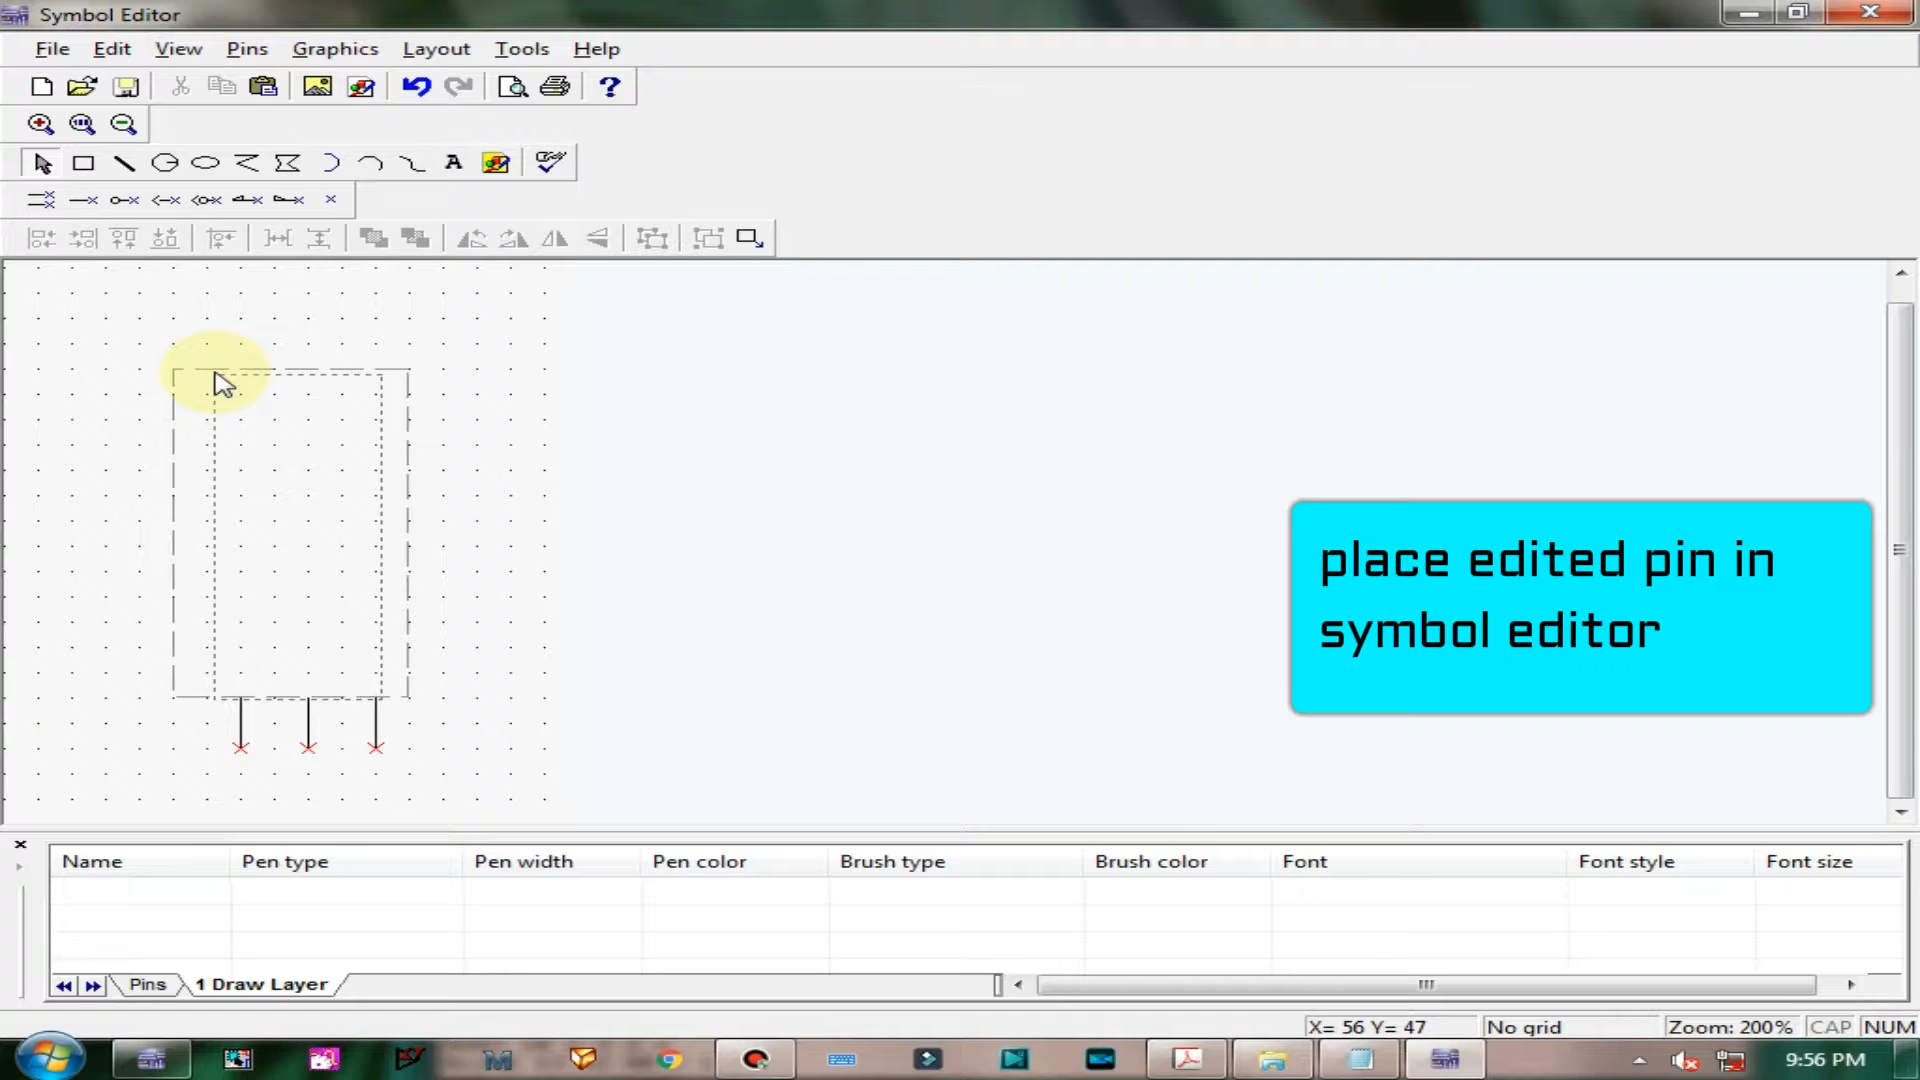 Symbol Editor
File Edit View Pins Graphics Layout Tools Help
A
place edited pin in
symbol editor
Name Pen type Pen width Pen color Brush type Brush color Font Font style Font size
Pins 1 Draw Layer
X= 56 Y= 47 No grid Zoom: 200% CAP NUM
9:56 PM